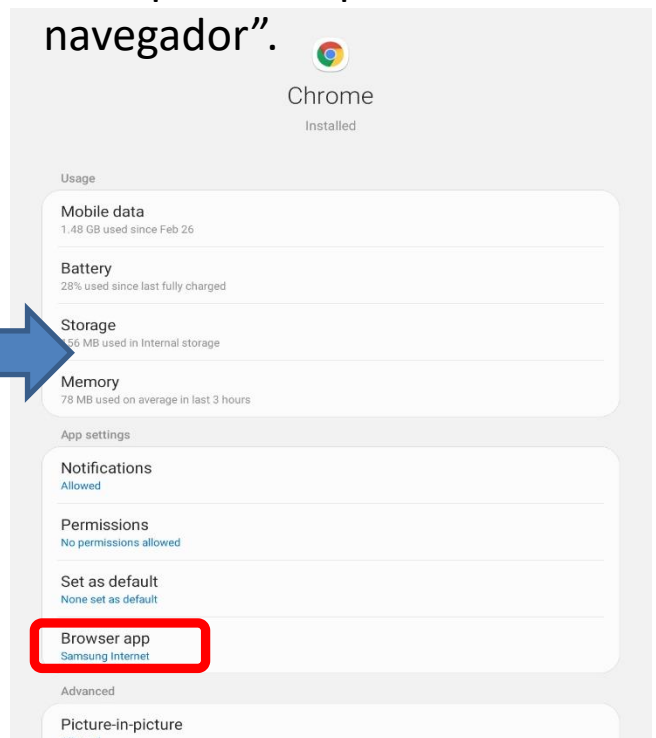 navegador”.
Chrome
Installed
Usage
Mobile data
1.48 GB used since Feb 26
Battery
28% used since last fully charged
Storage
56 MB used in Internal storage
Memory
78 MB used on average in last 3 hours
App settings
Notifications
Allowed
Permissions
No permissions allowed
Set as default
None set as default
Browser app
Samsung Internet
Advanced
Picture-in-picture